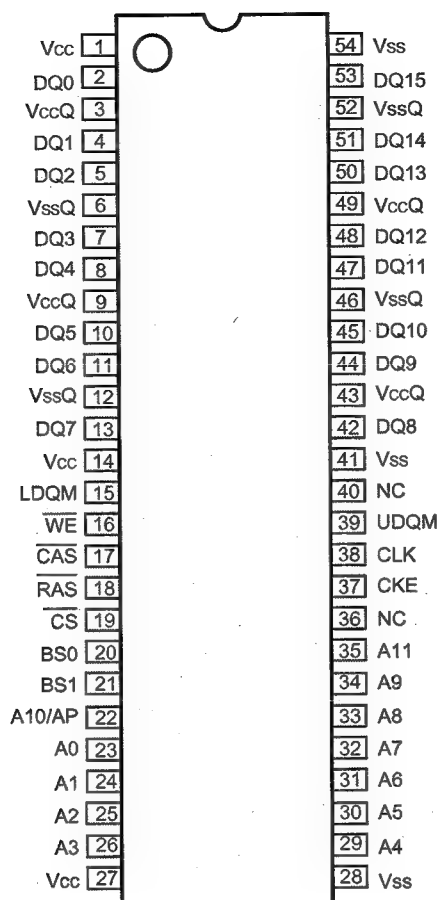 Vcc 1 54 Vss
DQ0 2 53 DQ15
VccQ 3 52 VssQ
DQ1 4 51 DQ14
DQ2 5 50 DQ13
VssQ 6 49 VccQ
DQ3 7 48 DQ12
DQ4 8 47 DQ11
VccQ 9 46 VssQ
DQ5 10 45 DQ10
DQ6 11 44 DQ9
VssQ 12 43 VccQ
DQ7 13 42 DQ8
Vcc 14 41 Vss
LDQM 15 40 NC
W̅E̅ 16 39 UDQM
C̅A̅S̅ 17 38 CLK
R̅A̅S̅ 18 37 CKE
C̅S̅ 19 36 NC
BS0 20 35 A11
BS1 21 34 A9
A10/AP 22 33 A8
A0 23 32 A7
A1 24 31 A6
A2 25 30 A5
A3 26 29 A4
Vcc 27 28 Vss